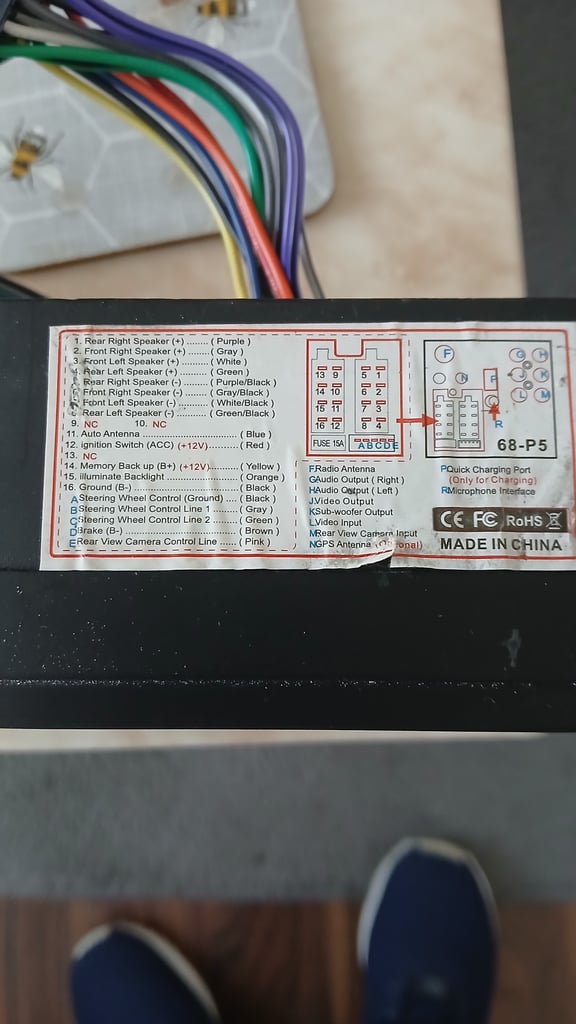 1. Rear Right Speaker (+) ........ ( Purple )
2. Front Right Speaker (+) ..... ( Gray )
3. Front Left Speaker (+) ....... ( White )
4. Rear Left Speaker (+) ........ ( Green )
Rear Right Speaker (-) ......... ( Purple/Black )
Front Right Speaker (-) ....... ( Gray/Black )
Fornt Left Speaker (-) ......... ( White/Black )
Rear Left Speaker (-) .......... ( Green/Black )
9. NC 10. NC
11. Auto Antenna ............................ ( Blue )
12. ignition Switch (ACC) (+12V) ........... ( Red )
13. NC
14. Memory Back up (B+) (+12V) ......... ( Yellow )
15. illuminate Backlight ..................... ( Orange )
16. Ground (B-) .............................. ( Black )
A Steering Wheel Control (Ground) .... ( Black )
B Steering Wheel Control Line 1 ...... ( Gray )
C Steering Wheel Control Line 2 ...... ( Green )
D Brake (B-) ............................... ( Brown )
E Rear View Camera Control Line ...... ( Pink )
13 9 5 1
14 10 6 2
15 11 7 3
16 12 8 4
FUSE 15A ABCDE
F.Radio Antenna
G.Audio Output ( Right )
H.Audio Output ( Left )
J.Video Output
K.Sub-woofer Output
L.Video Input
M.Rear View Camera Input
N.GPS Antenna
F G H
N P J K
L M
R
68-P5
P.Quick Charging Port
(Only for Charging)
R.Microphone Interface
CE FC RoHS
MADE IN CHINA